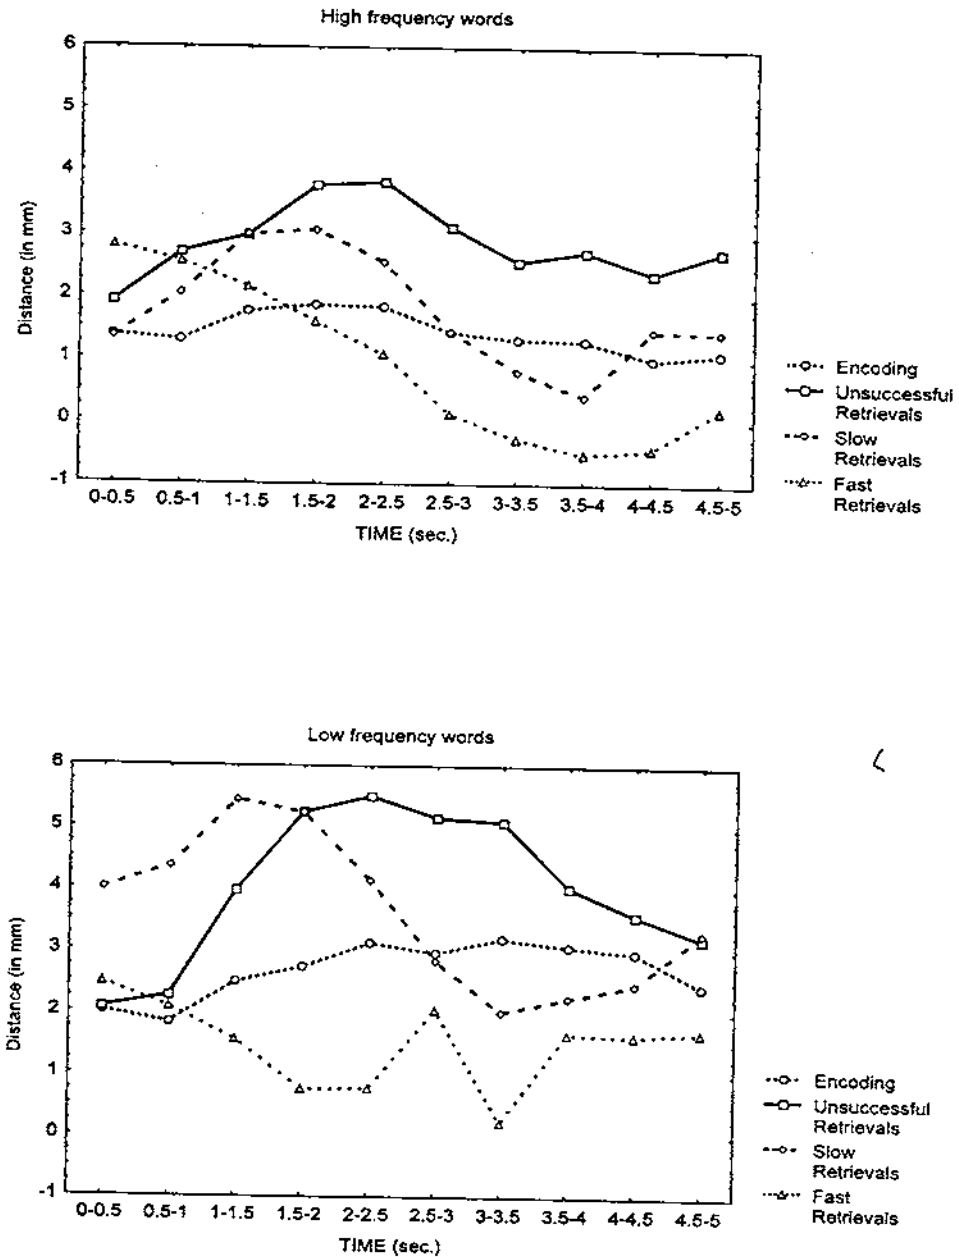 High frequency words
6
5
4
3
2
1
0
-1
Distance (in mm)
0-0.5 0.5-1 1-1.5 1.5-2 2-2.5 2.5-3 3-3.5 3.5-4 4-4.5 4.5-5
TIME (sec.)
Encoding
Unsuccessful
Retrievals
Slow
Retrievals
Fast
Retrievals
Low frequency words
6
5
4
3
2
1
0
-1
Distance (in mm)
0-0.5 0.5-1 1-1.5 1.5-2 2-2.5 2.5-3 3-3.5 3.5-4 4-4.5 4.5-5
TIME (sec.)
Encoding
Unsuccessful
Retrievals
Slow
Retrievals
Fast
Retrievals